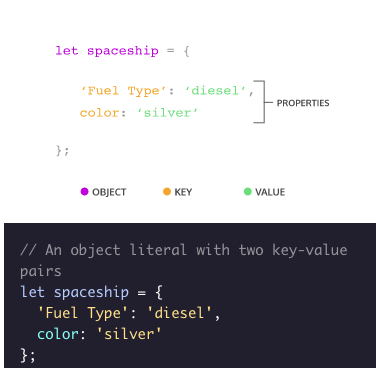 let spaceship = {
‘Fuel Type’: ‘diesel’,
color: ‘silver’
PROPERTIES
};
OBJECT KEY VALUE
// An object literal with two key-value
pairs
let spaceship = {
'Fuel Type': 'diesel',
color: 'silver'
};